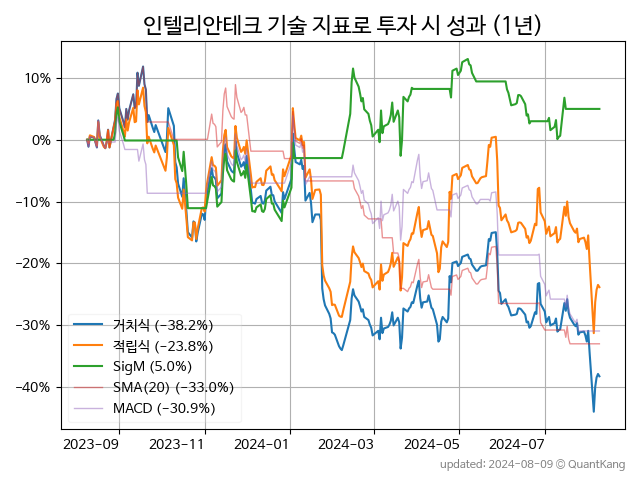 인텔리안테크 기술 지표로 투자 시 성과 (1년)
10%
0%
−10%
−20%
−30%
−40%
거치식 (−38.2%)
적립식 (−23.8%)
SigM (5.0%)
SMA(20) (−33.0%)
MACD (−30.9%)
2023−09
2023−11
2024−01
2024−03
2024−05
2024−07
updated: 2024−08−09 ⓒ QuantKang